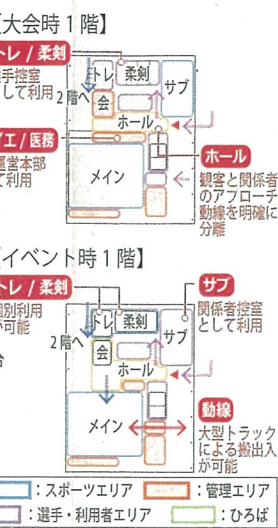 【大会時1階】
トレ/柔剣
手控室
して利用
2階へ
トレ
柔剣
サブ
会
ホール
イエ/医務
運営本部
て利用
メイン
ホール
観客と関係者
のアプローチ
動線を明確に
分離
【イベント時1階】
トレ/柔剣
個別利用
が可能
サブ
関係者控室
として利用
2階へ
トレ
柔剣
サブ
会
ホール
メイン
動線
大型トラック
による搬出入
が可能
:スポーツエリア
:管理エリア
:選手・利用者エリア
:ひろば